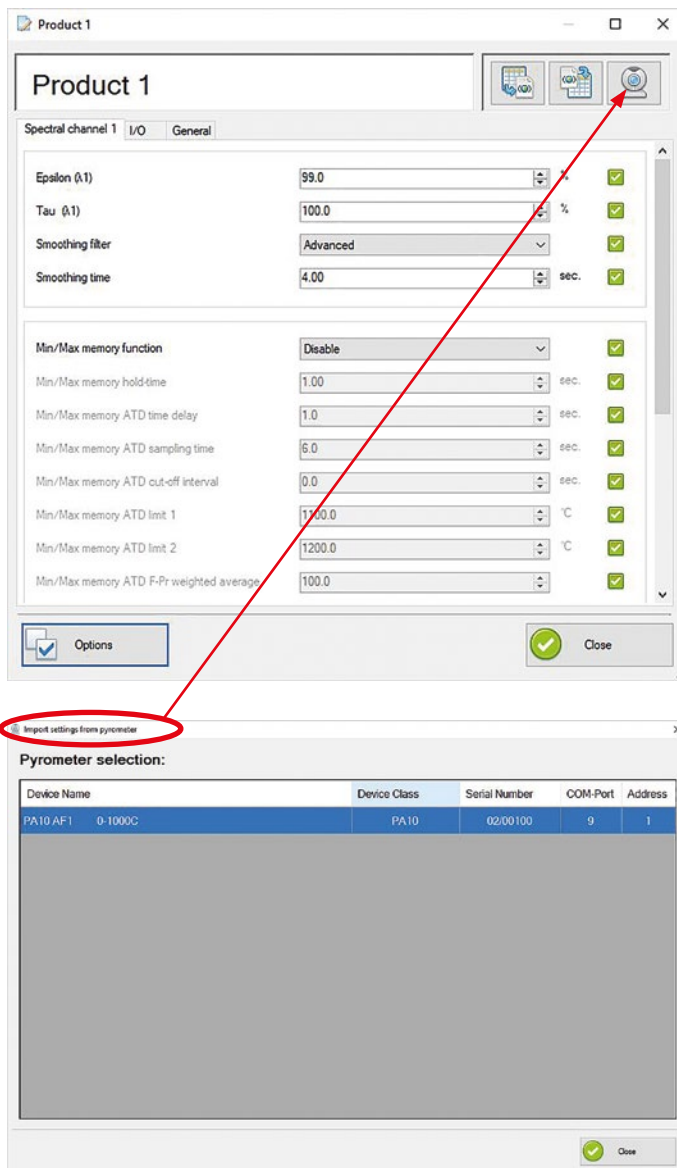 Product 1
Product 1
Spectral channel 1 I/O General
Epsilon (λ1) 99.0 %
Tau (λ1) 100.0 %
Smoothing filter Advanced
Smoothing time 4.00 sec.
Min/Max memory function Disable
Min/Max memory hold-time 1.00 sec.
Min/Max memory ATD time delay 1.0 sec.
Min/Max memory ATD sampling time 6.0 sec.
Min/Max memory ATD cut-off interval 0.0 sec.
Min/Max memory ATD limit 1 1100.0 °C
Min/Max memory ATD limit 2 1200.0 °C
Min/Max memory ATD F-Pr weighted average 100.0
Options Close
Import settings from pyrometer
Pyrometer selection:
Device Name Device Class Serial Number COM-Port Address
PA10 AF1 0-1000C PA10 02/00100 9 1
Close